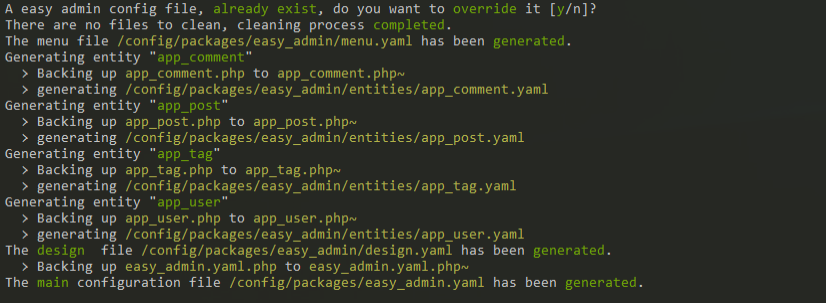 A easy admin config file, already exist, do you want to override it [y/n]?
There are no files to clean, cleaning process completed.
The menu file /config/packages/easy_admin/menu.yaml has been generated.
Generating entity "app_comment"
> Backing up app_comment.php to app_comment.php~
> generating /config/packages/easy_admin/entities/app_comment.yaml
Generating entity "app_post"
> Backing up app_post.php to app_post.php~
> generating /config/packages/easy_admin/entities/app_post.yaml
Generating entity "app_tag"
> Backing up app_tag.php to app_tag.php~
> generating /config/packages/easy_admin/entities/app_tag.yaml
Generating entity "app_user"
> Backing up app_user.php to app_user.php~
> generating /config/packages/easy_admin/entities/app_user.yaml
The design  file /config/packages/easy_admin/design.yaml has been generated.
> Backing up easy_admin.yaml.php to easy_admin.yaml.php~
The main configuration file /config/packages/easy_admin.yaml has been generated.